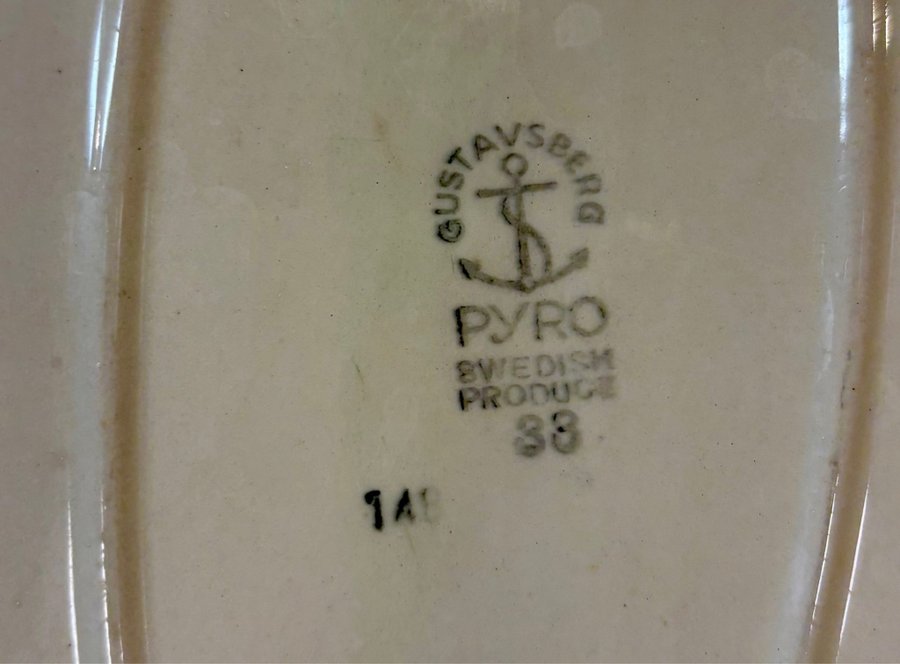 GUSTAVSBERG
PYRO
SWEDISH
PRODUCE
33